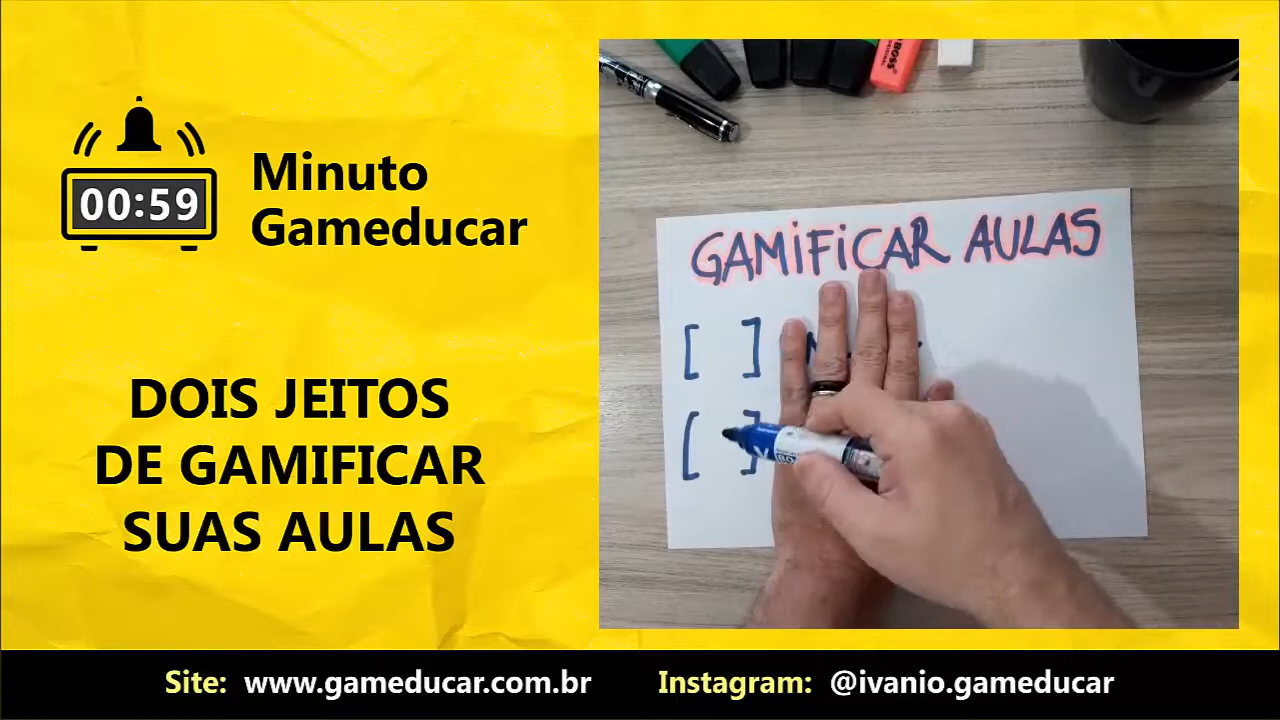 00:59
Minuto
Gameducar
DOIS JEITOS
DE GAMIFICAR
SUAS AULAS
BOSS
GAMiFiCAR AULAS
[ ]
[ ]
Site: www.gameducar.com.br
Instagram: @ivanio.gameducar